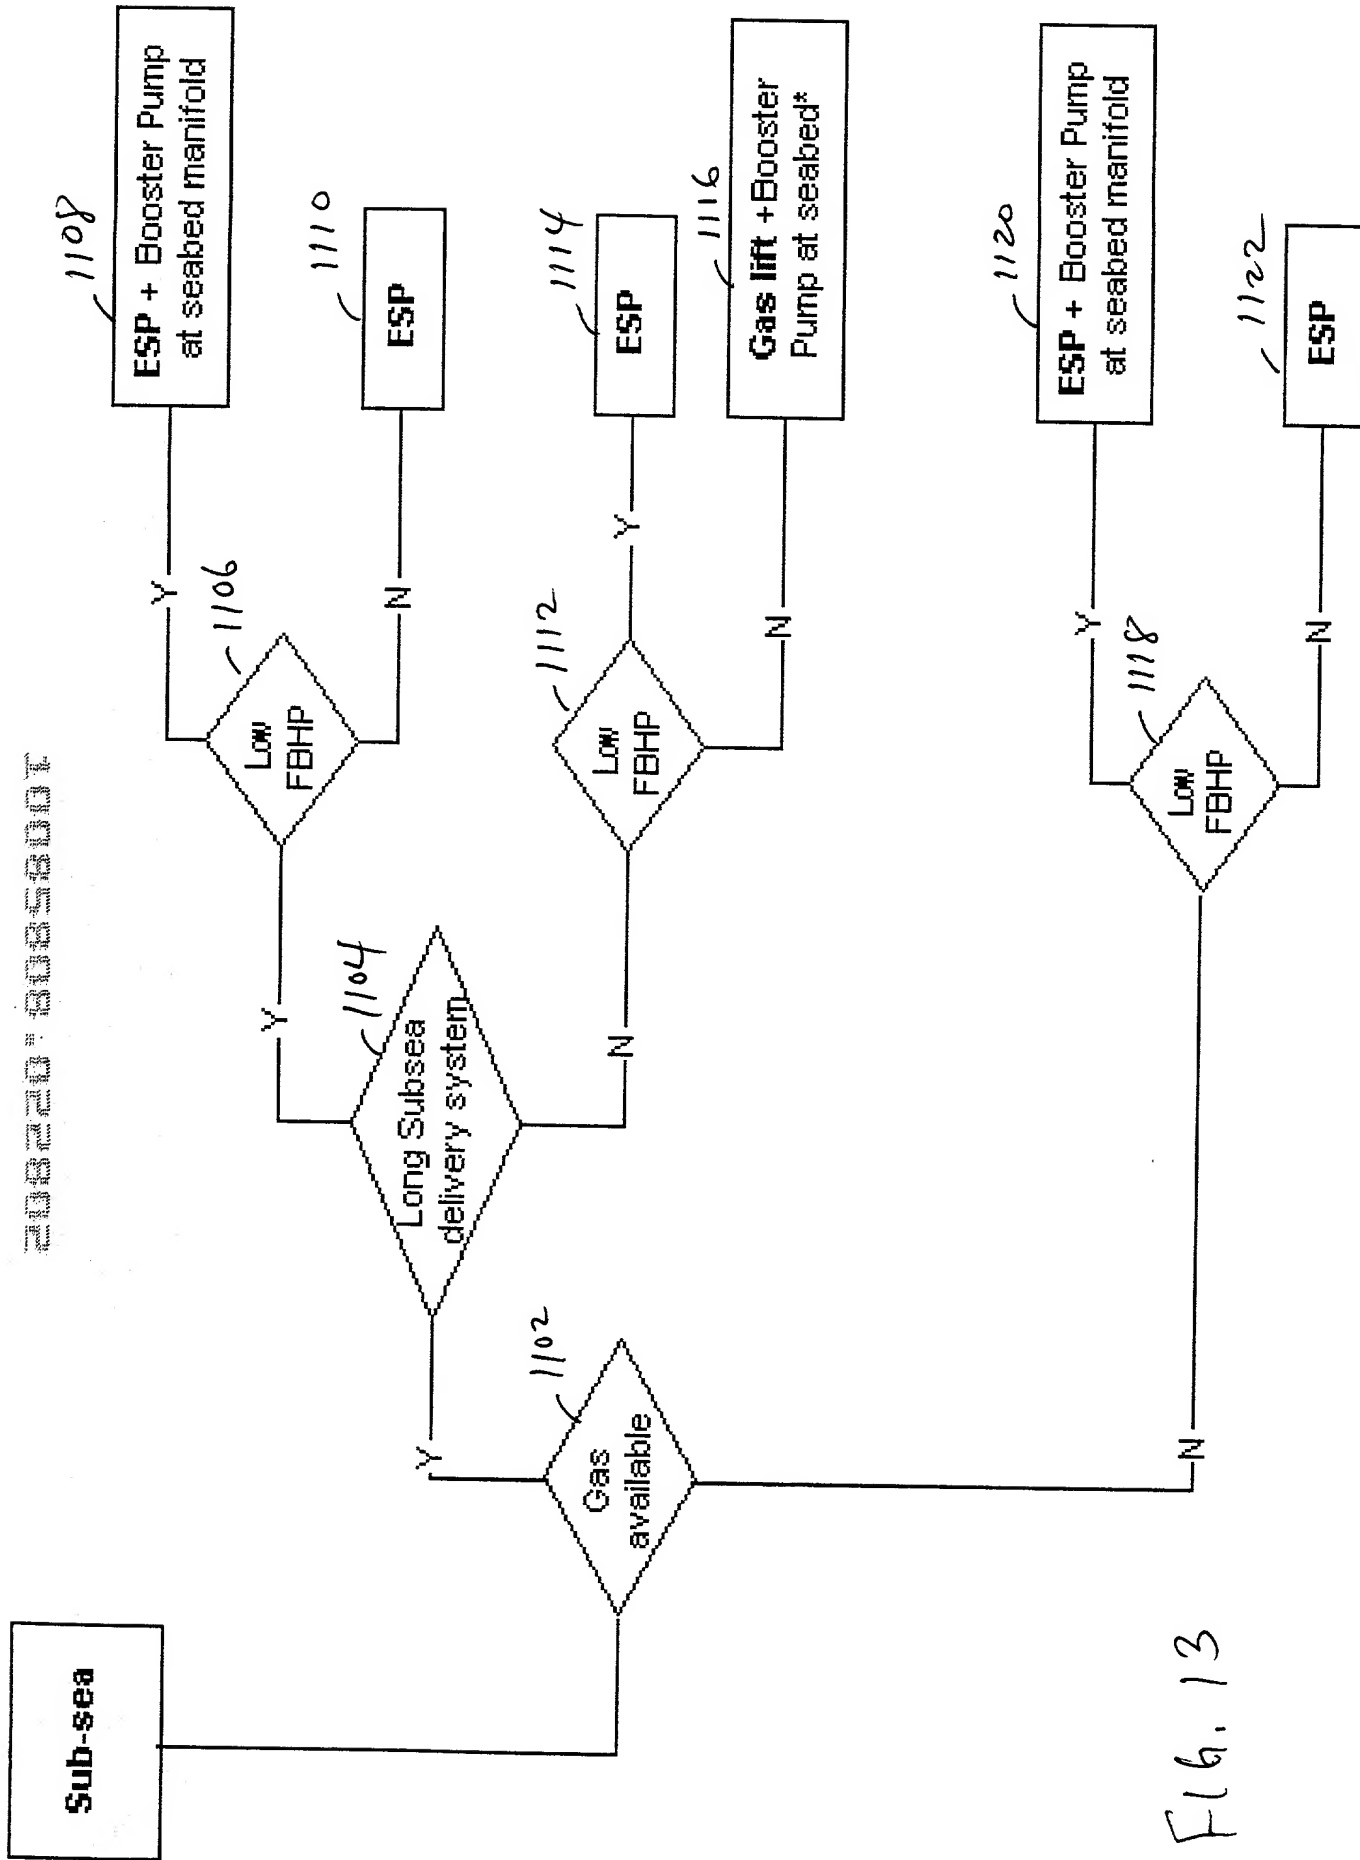 10085808.022802
Sub-sea
Gas
available
1102
Y
N
Long Subsea
delivery system
1104
Y
N
Low
FBHP
1106
Y
N
ESP + Booster Pump
at seabed manifold
1108
ESP
1110
Low
FBHP
1112
Y
N
ESP
1114
Gas lift +Booster
Pump at seabed*
1116
Low
FBHP
1118
Y
N
ESP + Booster Pump
at seabed manifold
1120
ESP
1122
FIG. 13